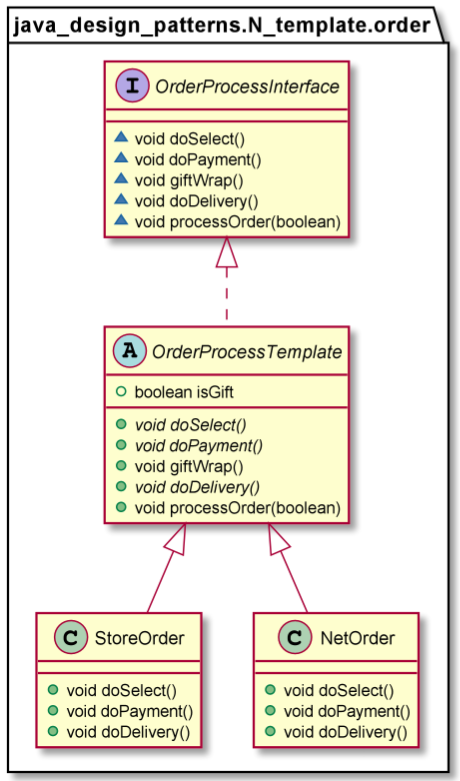 java_design_patterns.N_template.order
I OrderProcessInterface
void doSelect()
void doPayment()
void giftWrap()
void doDelivery()
void processOrder(boolean)
A OrderProcessTemplate
boolean isGift
void doSelect()
void doPayment()
void giftWrap()
void doDelivery()
void processOrder(boolean)
C StoreOrder
void doSelect()
void doPayment()
void doDelivery()
C NetOrder
void doSelect()
void doPayment()
void doDelivery()